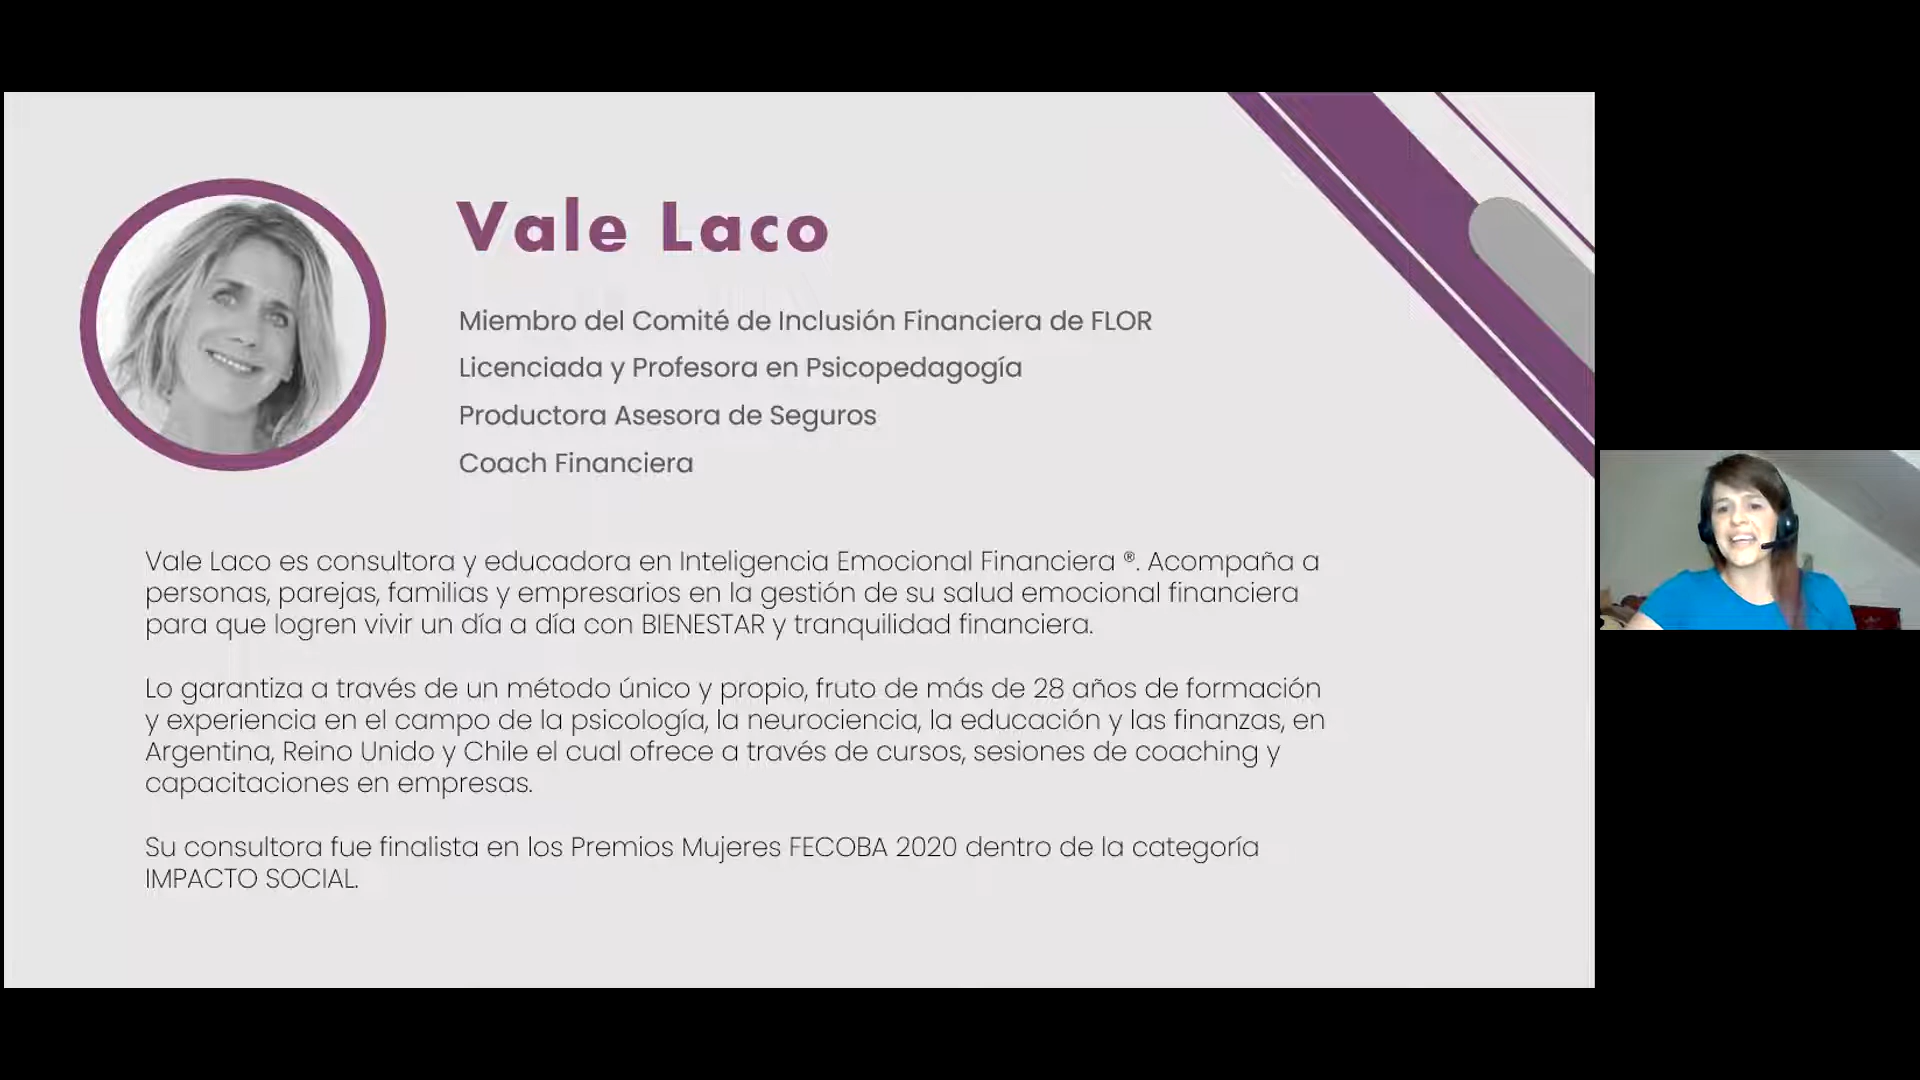 Vale Laco
Miembro del Comité de Inclusión Financiera de FLOR
Licenciada y Profesora en Psicopedagogía
Productora Asesora de Seguros
Coach Financiera
Vale Laco es consultora y educadora en Inteligencia Emocional Financiera ®. Acompaña a
personas, parejas, familias y empresarios en la gestión de su salud emocional financiera
para que logren vivir un día a día con BIENESTAR y tranquilidad financiera.
Lo garantiza a través de un método único y propio, fruto de más de 28 años de formación
y experiencia en el campo de la psicología, la neurociencia, la educación y las finanzas, en
Argentina, Reino Unido y Chile el cual ofrece a través de cursos, sesiones de coaching y
capacitaciones en empresas.
Su consultora fue finalista en los Premios Mujeres FECOBA 2020 dentro de la categoría
IMPACTO SOCIAL.